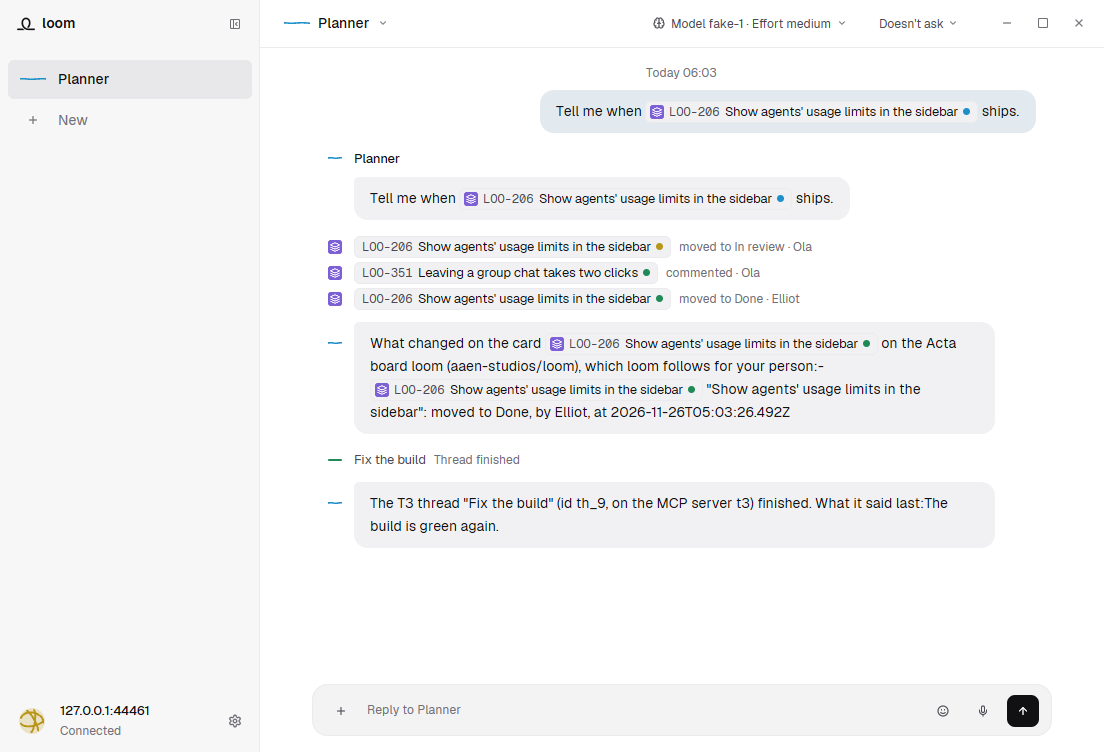 loom
Planner
Model fake-1 · Effort medium
Doesn't ask
Planner
New
Today 06:03
Tell me when LOO-206 Show agents' usage limits in the sidebar ships.
Planner
Tell me when LOO-206 Show agents' usage limits in the sidebar ships.
LOO-206 Show agents' usage limits in the sidebar moved to In review · Ola
LOO-351 Leaving a group chat takes two clicks commented · Ola
LOO-206 Show agents' usage limits in the sidebar moved to Done · Elliot
What changed on the card LOO-206 Show agents' usage limits in the sidebar on the Acta
board loom (aaen-studios/loom), which loom follows for your person:-
LOO-206 Show agents' usage limits in the sidebar "Show agents' usage limits in the
sidebar": moved to Done, by Elliot, at 2026-11-26T05:03:26.492Z
Fix the build Thread finished
The T3 thread "Fix the build" (id th_9, on the MCP server t3) finished. What it said last:The
build is green again.
127.0.0.1:44461
Connected
Reply to Planner